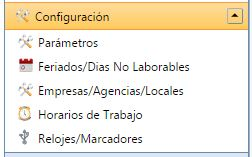 Configuración
Parámetros
Feriados/Dias No Laborables
Empresas/Agencias/Locales
Horarios de Trabajo
Relojes/Marcadores